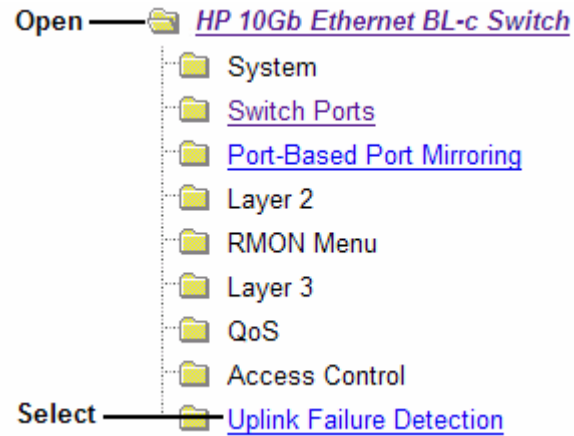 Open HP 10Gb Ethernet BL-c Switch
System
Switch Ports
Port-Based Port Mirroring
Layer 2
RMON Menu
Layer 3
QoS
Access Control
Select Uplink Failure Detection